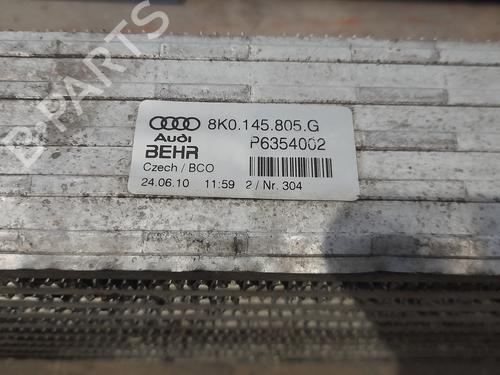 B-PARTS
8K0.145.805.G
Audi
BEHR P6354002
Czech / BCO
24.06.10 11:59 2 / Nr. 304